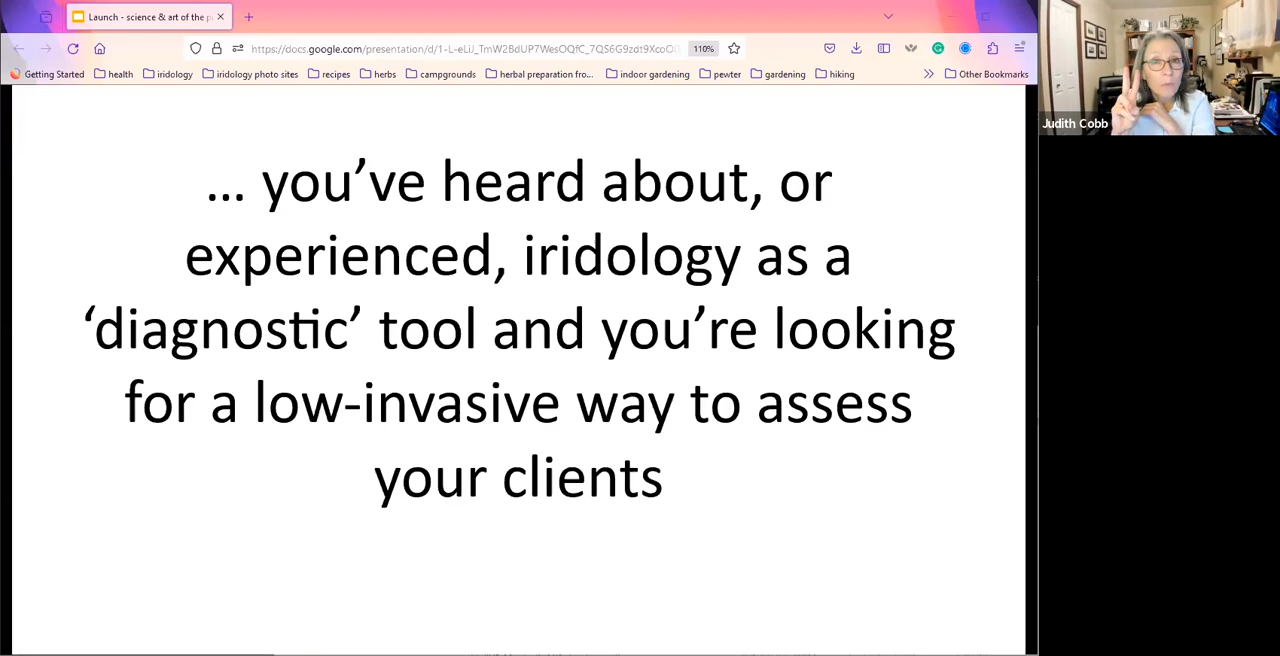 Launch - science & art of the p
https://docs.google.com/presentation/d/
110%
Getting Started health iridology iridology photo sites recipes herbs campgrounds herbal preparation fro... indoor gardening pewter gardening hiking Other Bookmarks
Judith Cobb
... you've heard about, or
experienced, iridology as a
'diagnostic' tool and you're looking
for a low-invasive way to assess
your clients